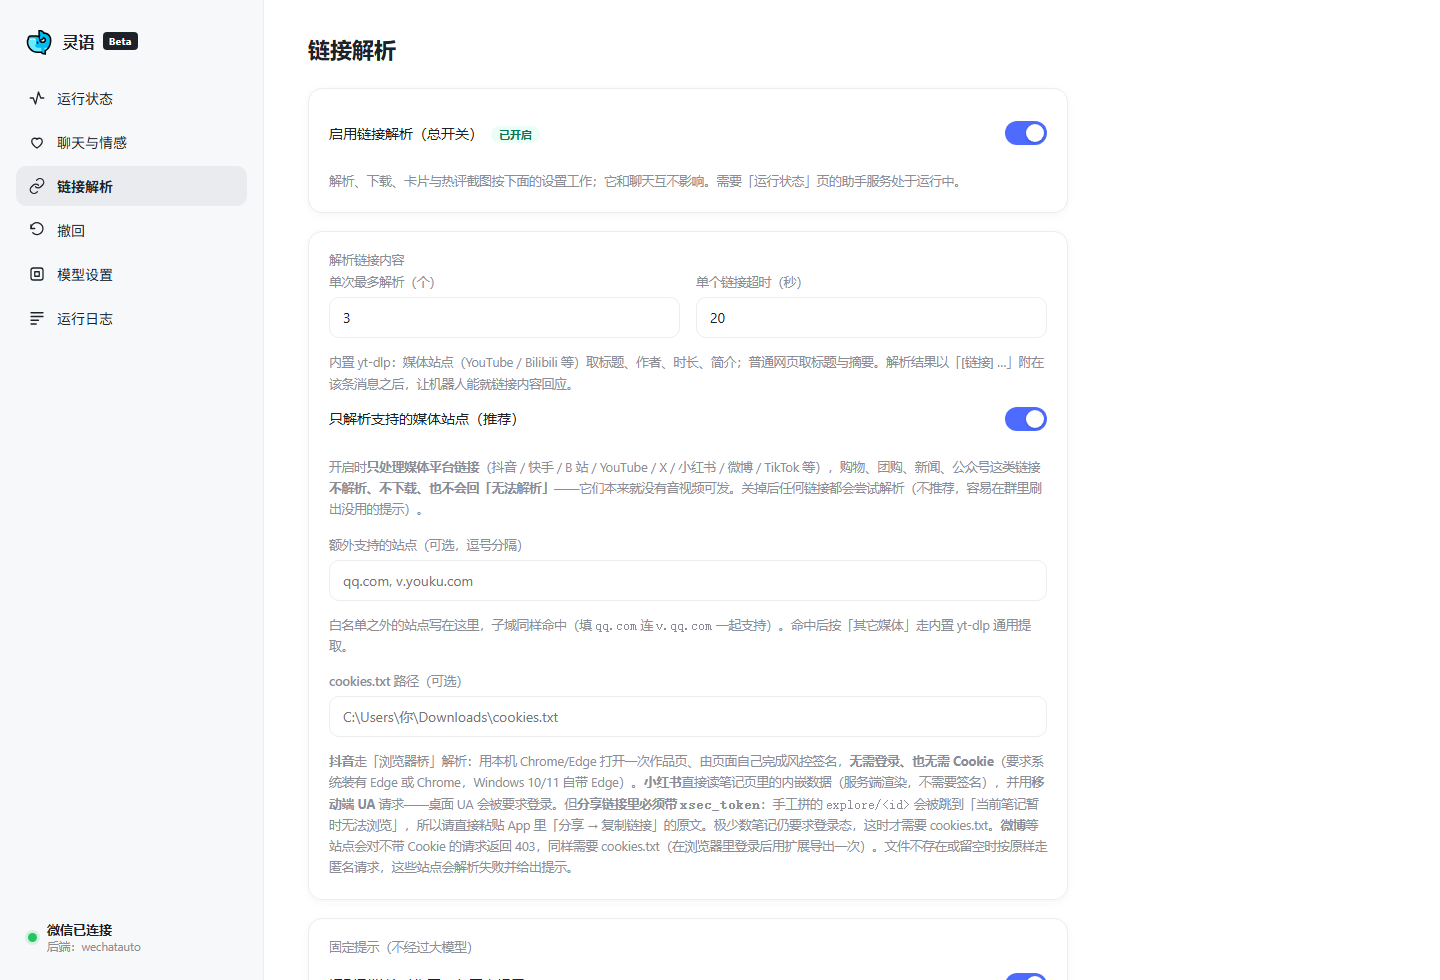 灵语 Beta
运行状态
聊天与情感
链接解析
撤回
模型设置
运行日志
微信已连接
后端：wechatauto
链接解析
启用链接解析（总开关） 已开启
解析、下载、卡片与热评截图按下面的设置工作；它和聊天互不影响。需要「运行状态」页的助手服务处于运行中。
解析链接内容
单次最多解析（个） 单个链接超时（秒）
3 20
内置 yt-dlp：媒体站点（YouTube / Bilibili 等）取标题、作者、时长、简介；普通网页取标题与摘要。解析结果以「[链接] ...」附在
该条消息之后，让机器人能就链接内容回应。
只解析支持的媒体站点（推荐）
开启时只处理媒体平台链接（抖音 / 快手 / B 站 / YouTube / X / 小红书 / 微博 / TikTok 等），购物、团购、新闻、公众号这类链接
不解析、不下载、也不会回「无法解析」——它们本来就没有音视频可发。关掉后任何链接都会尝试解析（不推荐，容易在群里刷
出没用的提示）。
额外支持的站点（可选，逗号分隔）
qq.com, v.youku.com
白名单之外的站点写在这里，子域同样命中（填 qq.com 连 v.qq.com 一起支持）。命中后按「其它媒体」走内置 yt-dlp 通用提
取。
cookies.txt 路径（可选）
C:\Users\你\Downloads\cookies.txt
抖音走「浏览器桥」解析：用本机 Chrome/Edge 打开一次作品页、由页面自己完成风控签名，无需登录、也无需 Cookie（要求系
统装有 Edge 或 Chrome，Windows 10/11 自带 Edge）。小红书直接读笔记页里的内嵌数据（服务端渲染，不需要签名），并用移
动端 UA 请求——桌面 UA 会被要求登录。但分享链接里必须带 xsec_token：手工拼的 explore/<id> 会被跳到「当前笔记暂
时无法浏览」，所以请直接粘贴 App 里「分享 → 复制链接」的原文。极少数笔记仍要求登录态，这时才需要 cookies.txt。微博等
站点会对不带 Cookie 的请求返回 403，同样需要 cookies.txt（在浏览器里登录后用扩展导出一次）。文件不存在或留空时按原样走
匿名请求，这些站点会解析失败并给出提示。
固定提示（不经过大模型）